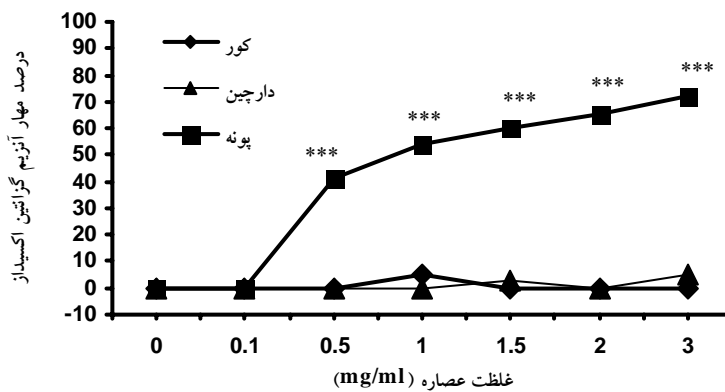 درصد مهار آنزیم گزانتین اکسیداز
100
90
80
70
60
50
40
30
20
10
0
-10
کور
دارچین
پونه
***
***
***
***
***
0 0.1 0.5 1 1.5 2 3
غلظت عصاره (mg/ml)